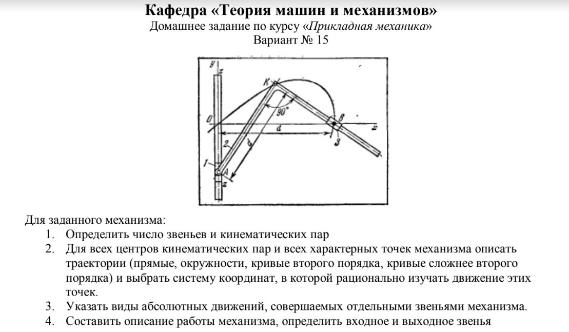 Кафедра «Теория машин и механизмов»
Домашнее задание по курсу «Прикладная механика»
Вариант № 15
y
K
90°
O
d
B
x
1
2
b
3
A
Для заданного механизма:
1. Определить число звеньев и кинематических пар
2. Для всех центров кинематических пар и всех характерных точек механизма описать
траектории (прямые, окружности, кривые второго порядка, кривые сложнее второго
порядка) и выбрать систему координат, в которой рационально изучать движение этих
точек.
3. Указать виды абсолютных движений, совершаемых отдельными звеньями механизма.
4. Составить описание работы механизма, определить входное и выходное звенья